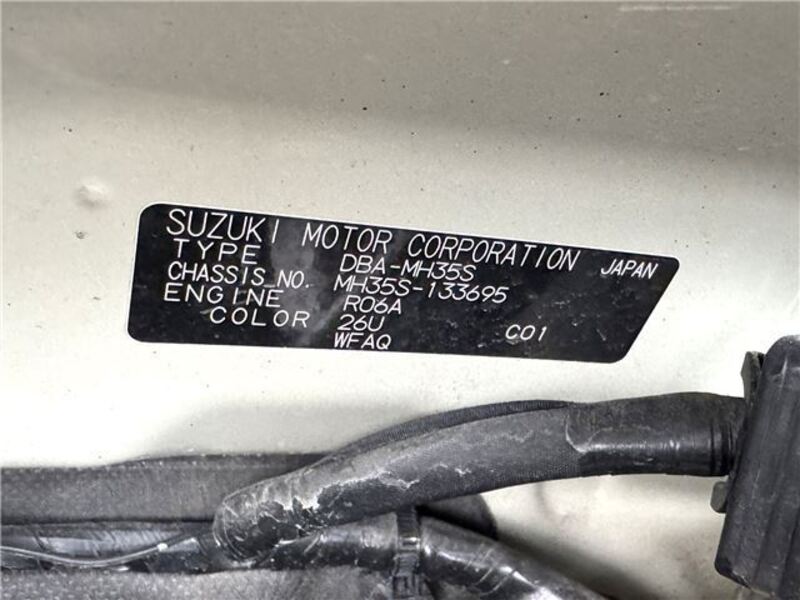 SUZUKI MOTOR CORPORATION JAPAN
TYPE DBA-MH35S
CHASSIS NO. MH35S-133695
ENGINE R06A
COLOR 26U C01
WFAQ